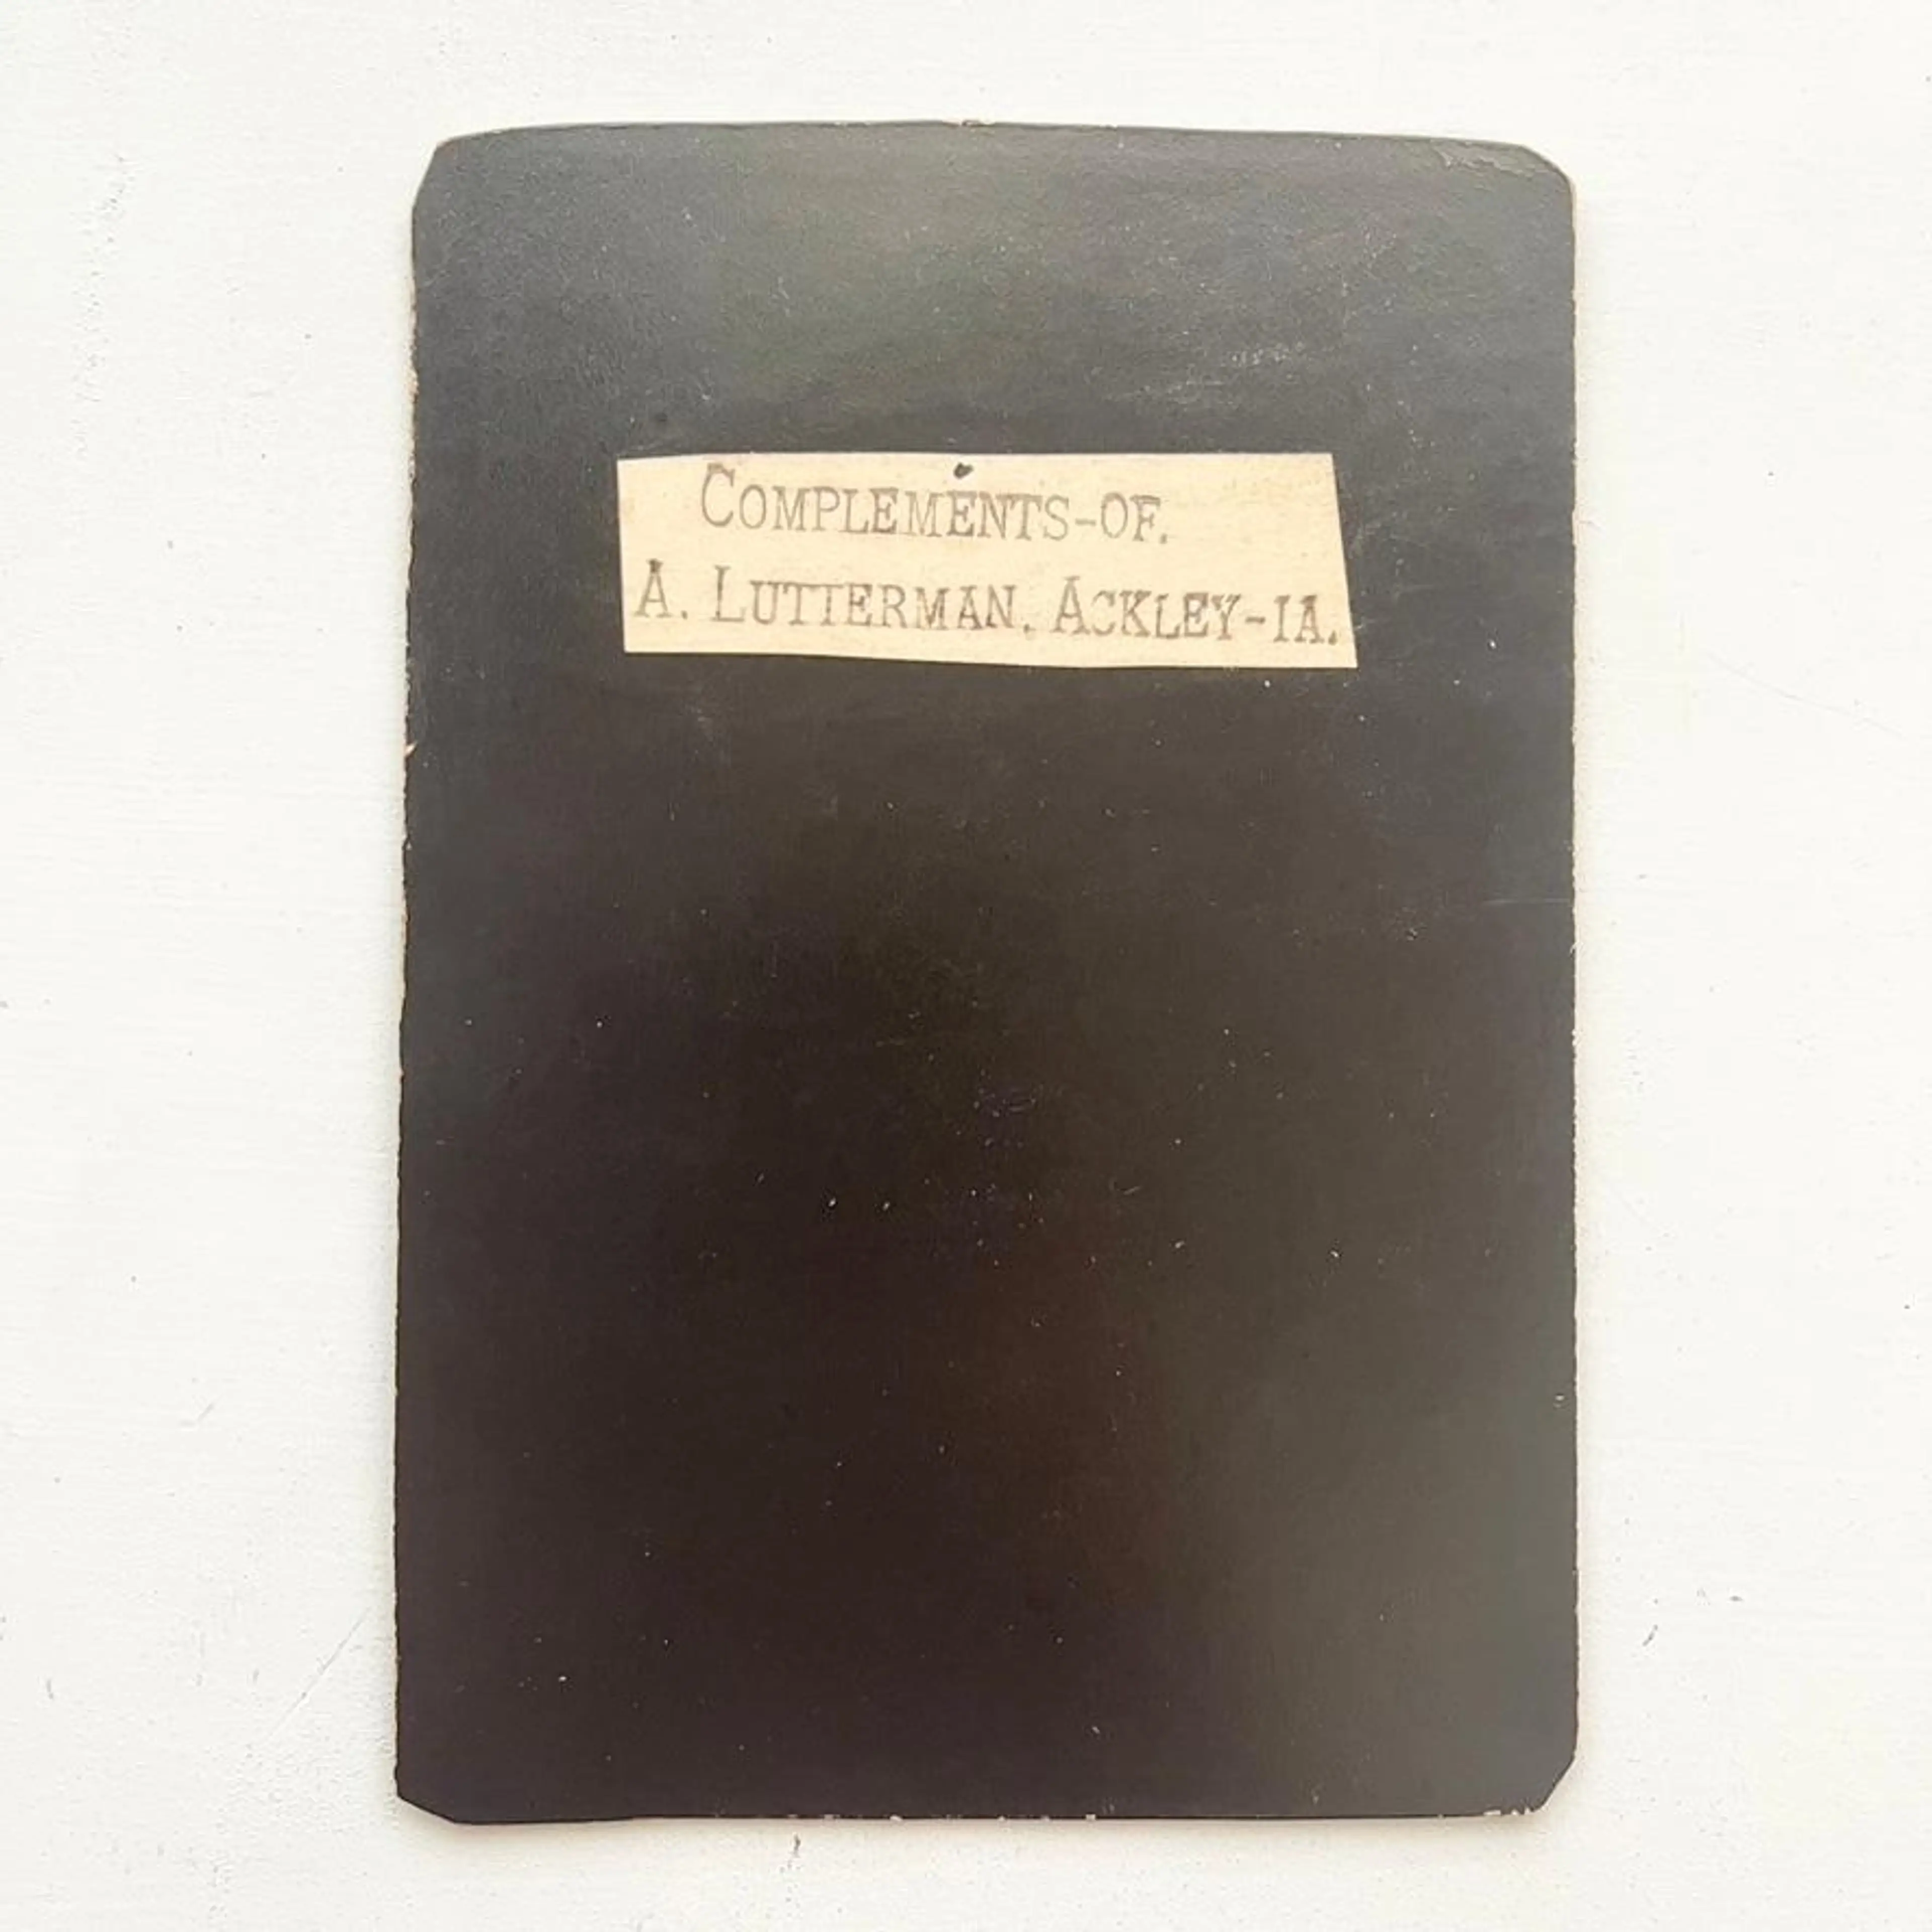 COMPLEMENTS-OF.
A. LUTTERMAN. ACKLEY-IA.